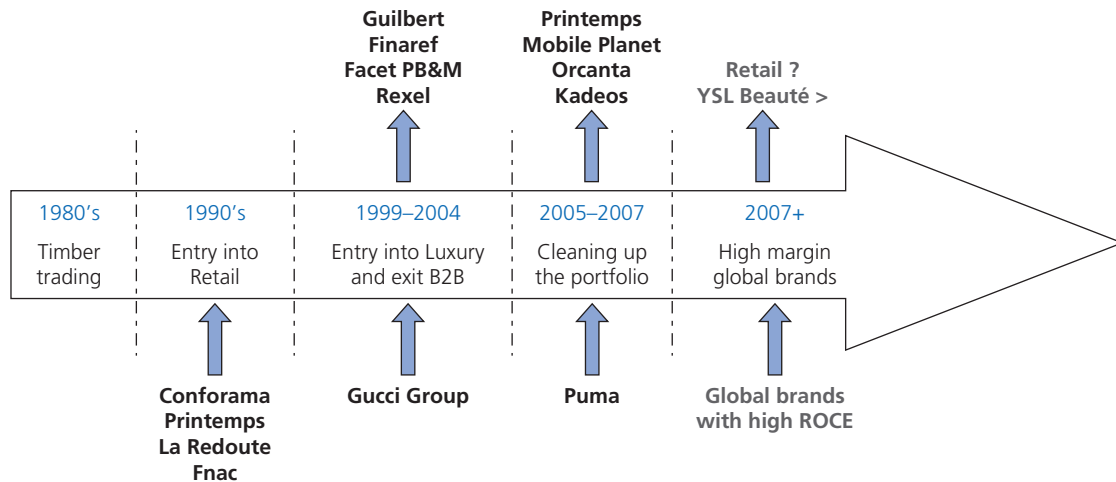 Guilbert
Finaref
Facet PB&M
Rexel
Printemps
Mobile Planet
Orcanta
Kadeos
Retail ?
YSL Beauté >
1980's
Timber
trading
1990's
Entry into
Retail
1999–2004
Entry into Luxury
and exit B2B
2005–2007
Cleaning up
the portfolio
2007+
High margin
global brands
Conforama
Printemps
La Redoute
Fnac
Gucci Group
Puma
Global brands
with high ROCE